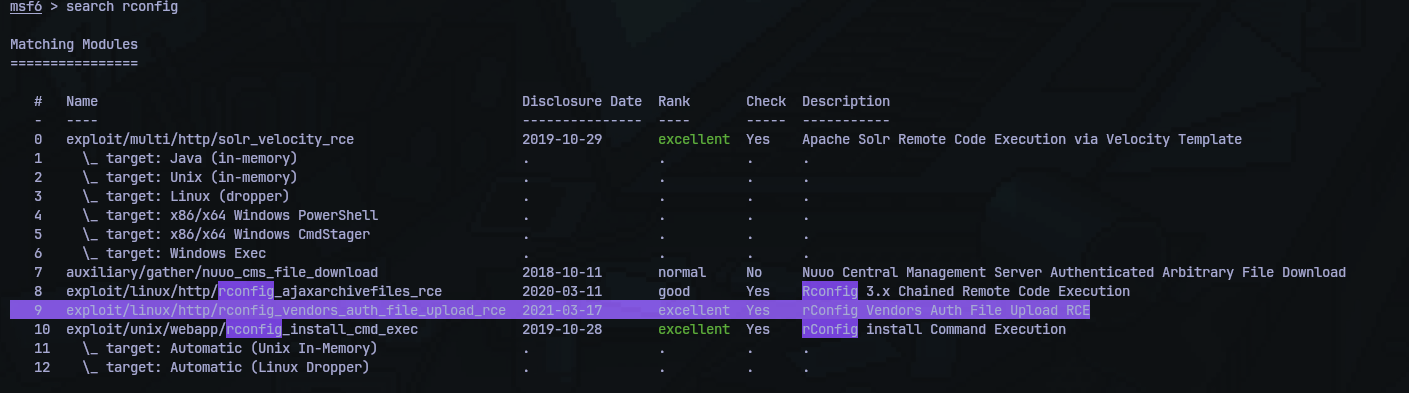 msf6 > search rconfig
Matching Modules
================
#   Name                                                     Disclosure Date  Rank       Check  Description
-   ----                                                     ---------------  ----       -----  -----------
0   exploit/multi/http/solr_velocity_rce                     2019-10-29       excellent  Yes    Apache Solr Remote Code Execution via Velocity Template
1     \_ target: Java (in-memory)                            .                .          .      .
2     \_ target: Unix (in-memory)                            .                .          .      .
3     \_ target: Linux (dropper)                             .                .          .      .
4     \_ target: x86/x64 Windows PowerShell                  .                .          .      .
5     \_ target: x86/x64 Windows CmdStager                   .                .          .      .
6     \_ target: Windows Exec                                .                .          .      .
7   auxiliary/gather/nuuo_cms_file_download                  2018-10-11       normal     No     Nuuo Central Management Server Authenticated Arbitrary File Download
8   exploit/linux/http/rconfig_ajaxarchivefiles_rce          2020-03-11       good       Yes    Rconfig 3.x Chained Remote Code Execution
9   exploit/linux/http/rconfig_vendors_auth_file_upload_rce  2021-03-17       excellent  Yes    rConfig Vendors Auth File Upload RCE
10  exploit/unix/webapp/rconfig_install_cmd_exec             2019-10-28       excellent  Yes    rConfig install Command Execution
11    \_ target: Automatic (Unix In-Memory)                  .                .          .      .
12    \_ target: Automatic (Linux Dropper)                   .                .          .      .